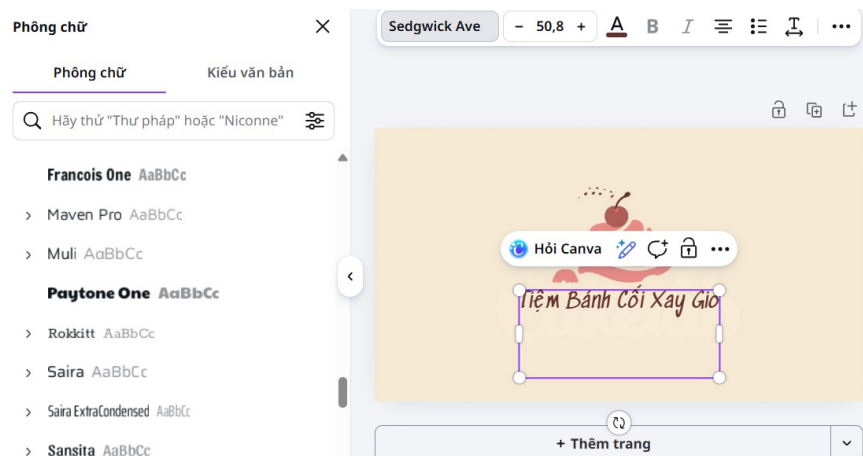 Phông chữ
Phông chữ
Kiểu văn bản
Hãy thử "Thư pháp" hoặc "Niconne"
Francois One AaBbCc
Maven Pro AaBbCc
Muli AaBbCc
Paytone One AaBbCc
Rokkitt AaBbCc
Saira AaBbCc
Saira ExtraCondensed AaBbCc
Sansita AaBbCc
Sedgwick Ave – 50,8 + A B I T
Hỏi Canva
Tiệm Bánh Cối Xay Gió
+ Thêm trang